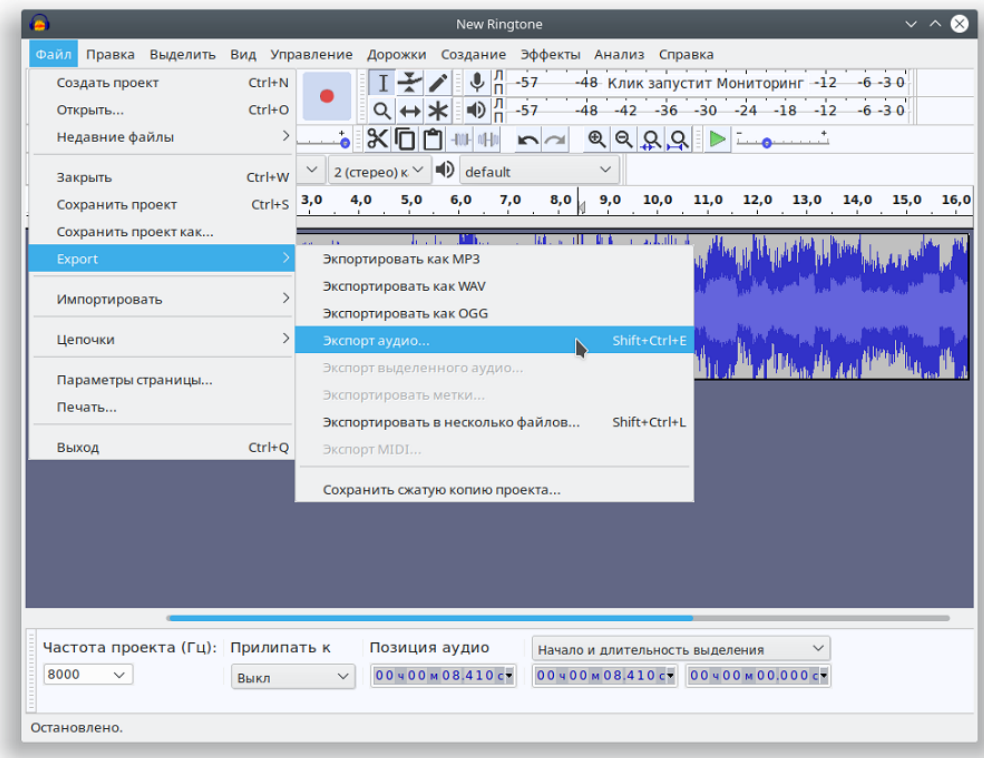 New Ringtone
Файл Правка Выделить Вид Управление Дорожки Создание Эффекты Анализ Справка
Создать проект Ctrl+N
Открыть... Ctrl+O
Недавние файлы
Закрыть Ctrl+W
Сохранить проект Ctrl+S
Сохранить проект как...
Export
Импортировать
Цепочки
Параметры страницы...
Печать...
Выход Ctrl+Q
Л П -57 -48 Клик запустит Мониторинг -12 -6 -3 0
Л П -57 -48 -42 -36 -30 -24 -18 -12 -6 -3 0
2 (стерео) к default
3,0 4,0 5,0 6,0 7,0 8,0 9,0 10,0 11,0 12,0 13,0 14,0 15,0 16,0
Экпортировать как MP3
Экспортировать как WAV
Экспортировать как OGG
Экспорт аудио... Shift+Ctrl+E
Экспорт выделенного аудио...
Экспортировать метки...
Экспортировать в несколько файлов... Shift+Ctrl+L
Экспорт MIDI...
Сохранить сжатую копию проекта...
Частота проекта (Гц): Прилипать к Позиция аудио Начало и длительность выделения
8000 Выкл 00 ч 00 м 08.410 с 00 ч 00 м 08.410 с 00 ч 00 м 00.000 с
Остановлено.